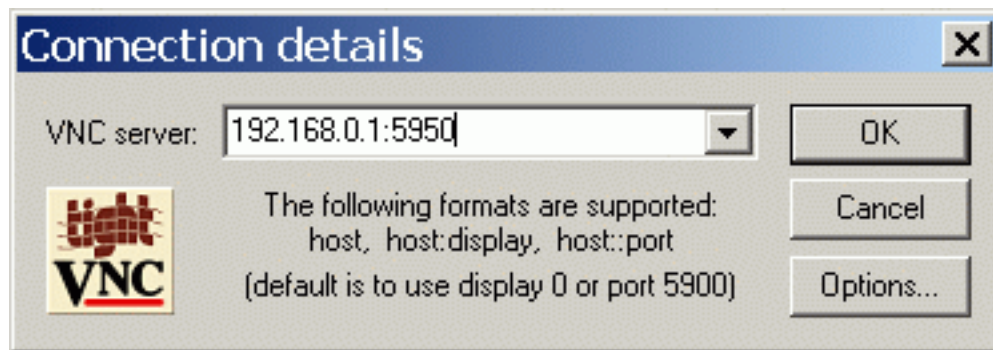 Connection details
VNC server: 192.168.0.1:5950 OK
The following formats are supported: Cancel
host, host:display, host::port
tight
VNC
(default is to use display 0 or port 5900) Options...